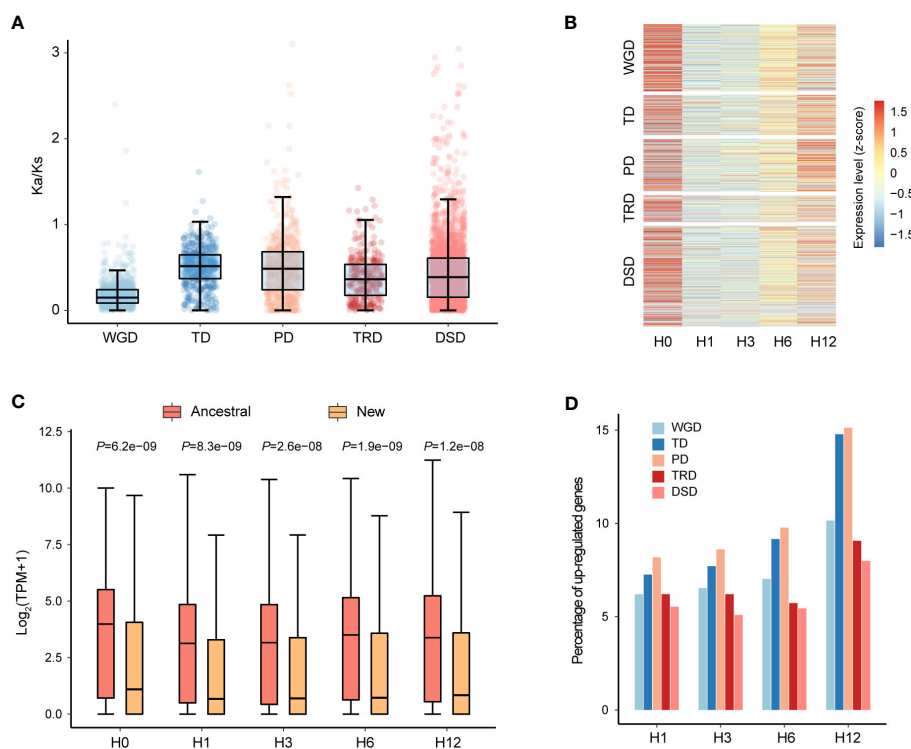 A
3
2
1
0
Ka/Ks
WGD TD PD TRD DSD
B
WGD
TD
PD
TRD
DSD
H0 H1 H3 H6 H12
1.5
1
0.5
0
-0.5
-1
-1.5
Expression level (z-score)
C
Ancestral New
12.5
10.0
7.5
5.0
2.5
0.0
Log2(TPM+1)
P=6.2e−09 P=8.3e−09 P=2.6e−08 P=1.9e−09 P=1.2e−08
H0 H1 H3 H6 H12
D
WGD
TD
PD
TRD
DSD
15
10
5
0
Percentage of up-regulated genes
H1 H3 H6 H12